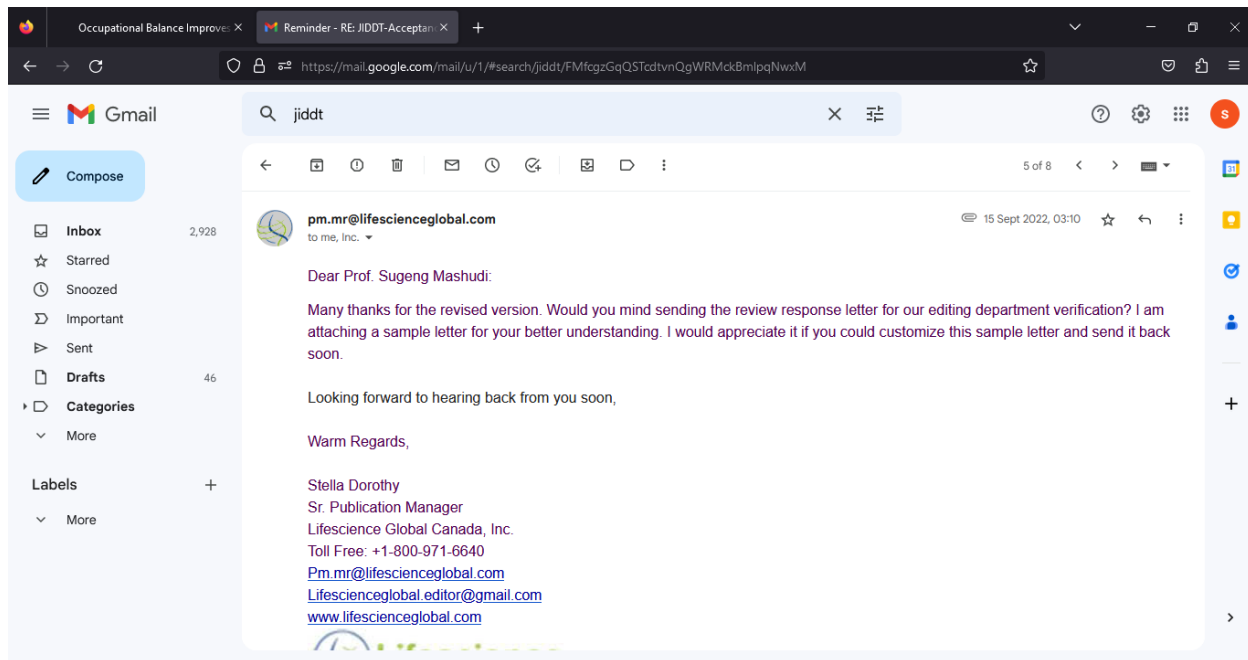 Occupational Balance Improves
Reminder - RE: JIDDT-Acceptanc
https://mail.google.com/mail/u/1/#search/jiddt/FMfcgzGqQSTcdtvnQgWRMckBmlpqNwxM
Gmail
jiddt
S
Compose
5 of 8
31
Inbox 2,928
Starred
Snoozed
Important
Sent
Drafts 46
Categories
More
Labels
More
pm.mr@lifescienceglobal.com
15 Sept 2022, 03:10
to me, Inc.
Dear Prof. Sugeng Mashudi:
Many thanks for the revised version. Would you mind sending the review response letter for our editing department verification? I am
attaching a sample letter for your better understanding. I would appreciate it if you could customize this sample letter and send it back
soon.
Looking forward to hearing back from you soon,
Warm Regards,
Stella Dorothy
Sr. Publication Manager
Lifescience Global Canada, Inc.
Toll Free: +1-800-971-6640
Pm.mr@lifescienceglobal.com
Lifescienceglobal.editor@gmail.com
www.lifescienceglobal.com